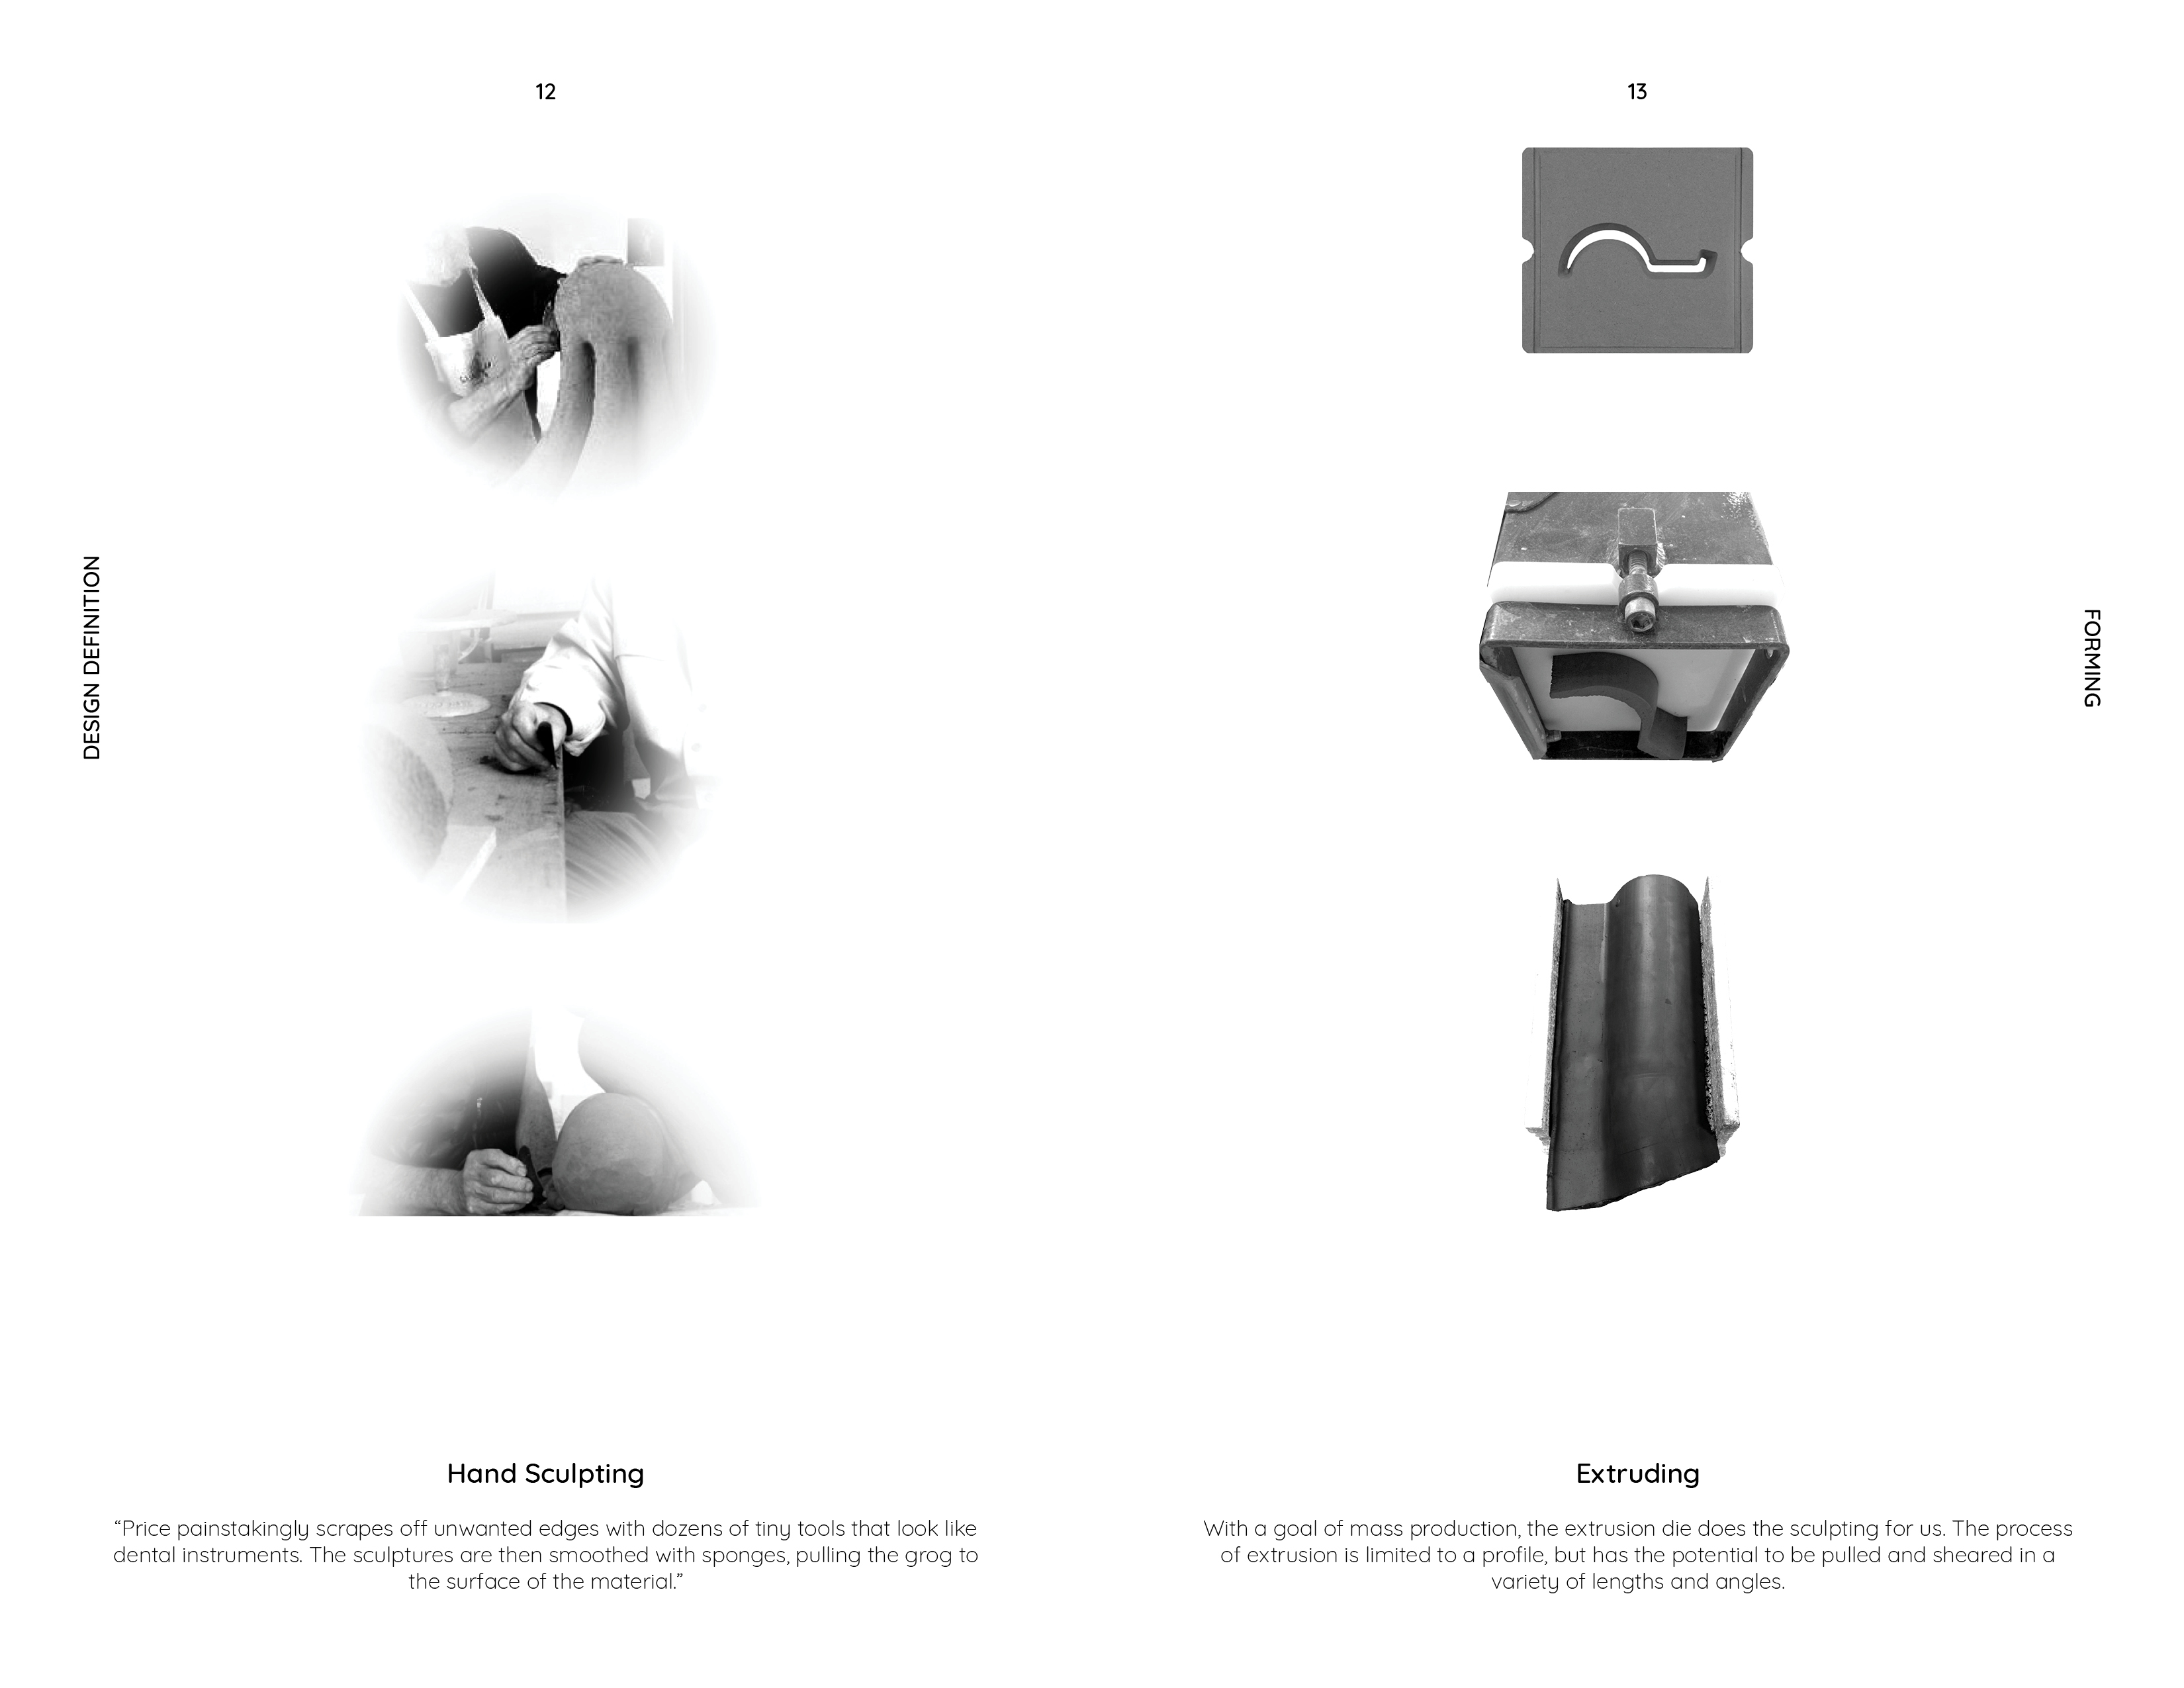 12
DESIGN DEFINITION
Hand Sculpting
“Price painstakingly scrapes off unwanted edges with dozens of tiny tools that look like
dental instruments. The sculptures are then smoothed with sponges, pulling the grog to
the surface of the material.”
13
FORMING
Extruding
With a goal of mass production, the extrusion die does the sculpting for us. The process
of extrusion is limited to a profile, but has the potential to be pulled and sheared in a
variety of lengths and angles.